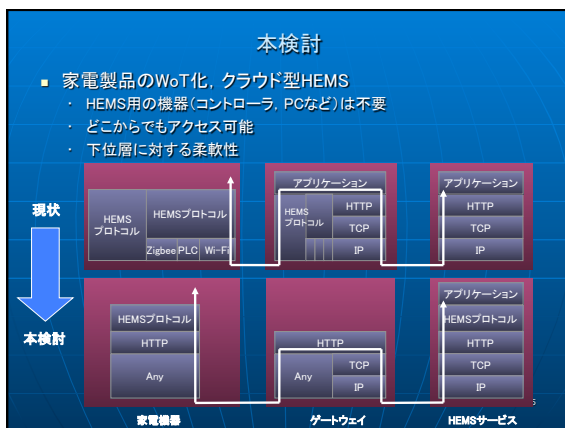 本検討
家電製品のWoT化，クラウド型HEMS
・ HEMS用の機器（コントローラ，PCなど）は不要
・ どこからでもアクセス可能
・ 下位層に対する柔軟性
現状
HEMS
プロトコル
HEMSプロトコル
Zigbee PLC Wi-Fi
アプリケーション
HEMS
プロトコル
HTTP
TCP
IP
アプリケーション
HTTP
TCP
IP
本検討
HEMSプロトコル
HTTP
Any
HTTP
Any
TCP
IP
アプリケーション
HEMSプロトコル
HTTP
TCP
IP
家電機器
ゲートウェイ
HEMSサービス